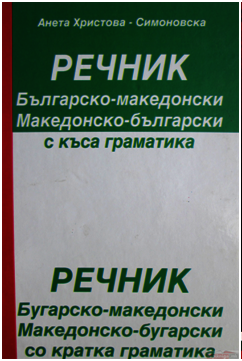 Анета Христова - Симоновска
РЕЧНИК
Българско-македонски
Македонско-български
с къса граматика
РЕЧНИК
Бугарско-македонски
Македонско-бугарски
со кратка граматика